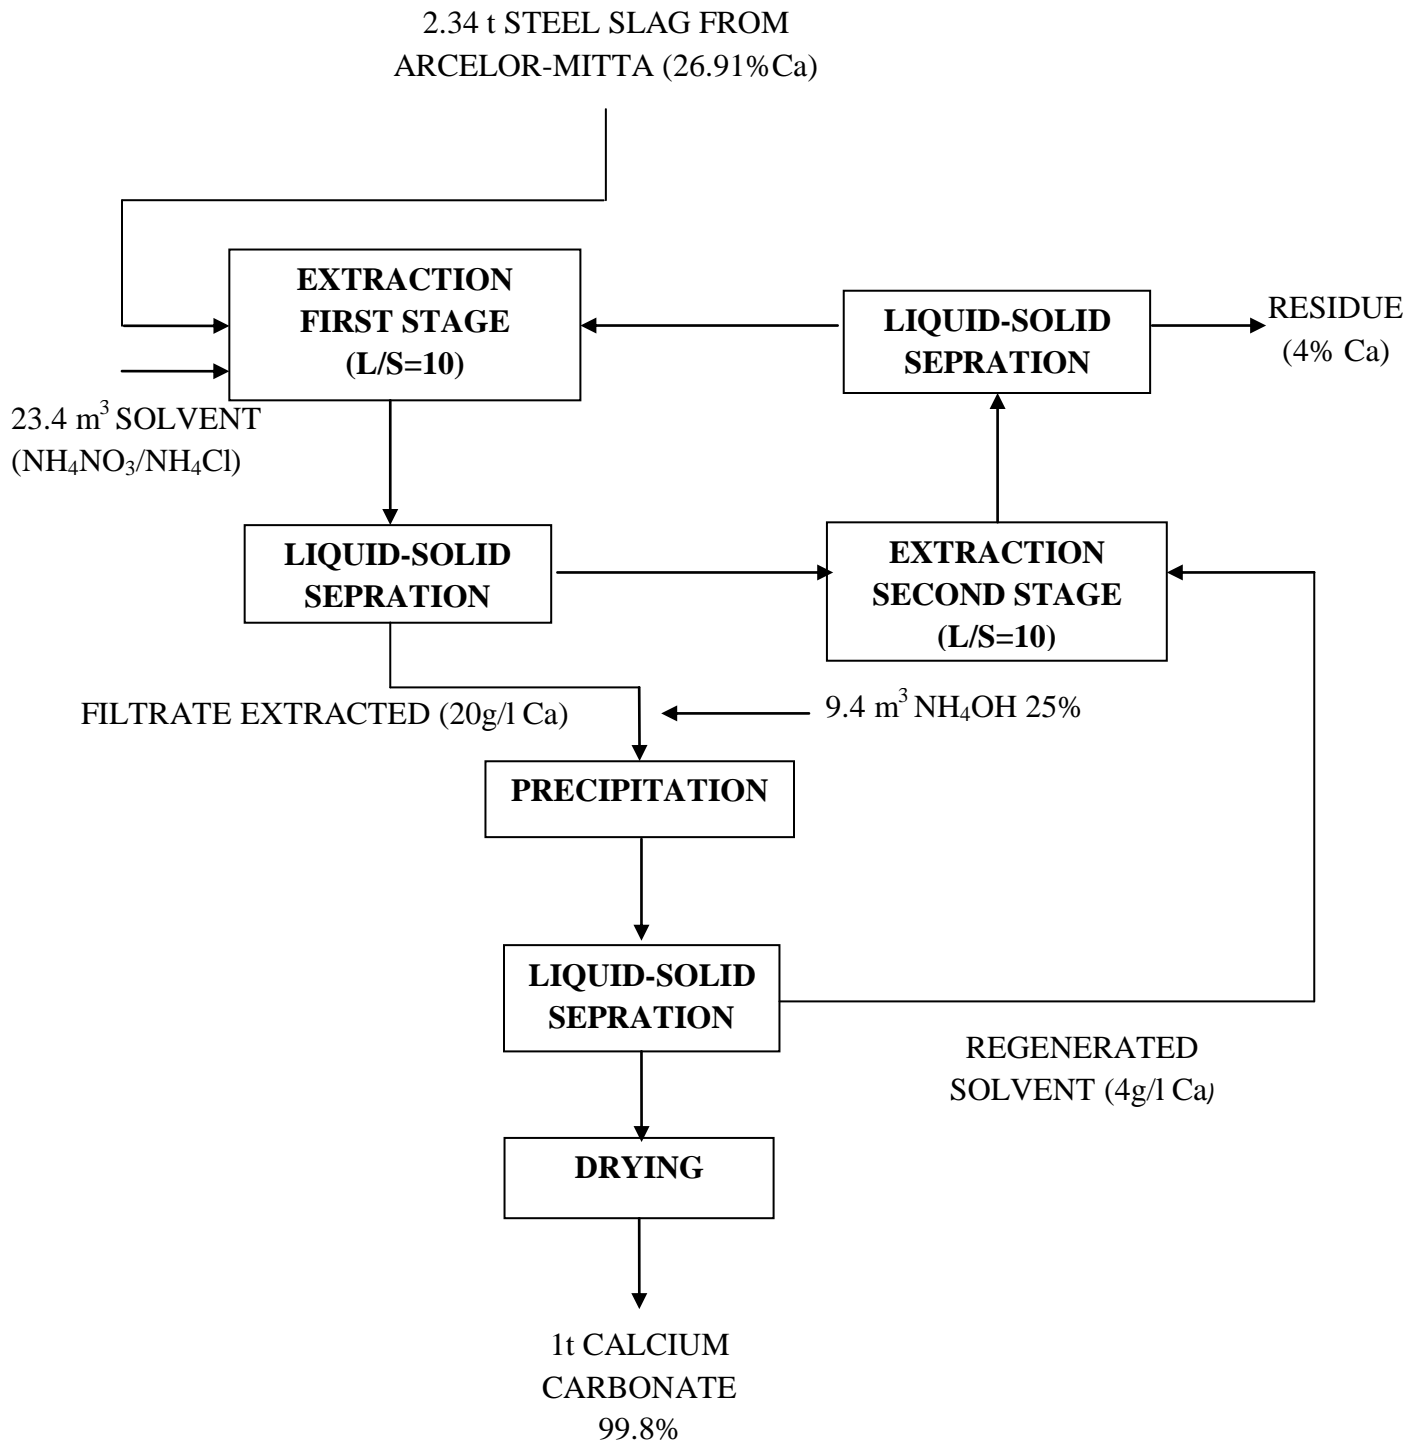 2.34 t STEEL SLAG FROM
ARCELOR-MITTA (26.91%Ca)
EXTRACTION
FIRST STAGE
(L/S=10)
LIQUID-SOLID
SEPRATION
RESIDUE
(4% Ca)
23.4 m³ SOLVENT
(NH₄NO₃/NH₄Cl)
LIQUID-SOLID
SEPRATION
EXTRACTION
SECOND STAGE
(L/S=10)
FILTRATE EXTRACTED (20g/l Ca)
9.4 m³ NH₄OH 25%
PRECIPITATION
LIQUID-SOLID
SEPRATION
REGENERATED
SOLVENT (4g/l Ca)
DRYING
1t CALCIUM
CARBONATE
99.8%